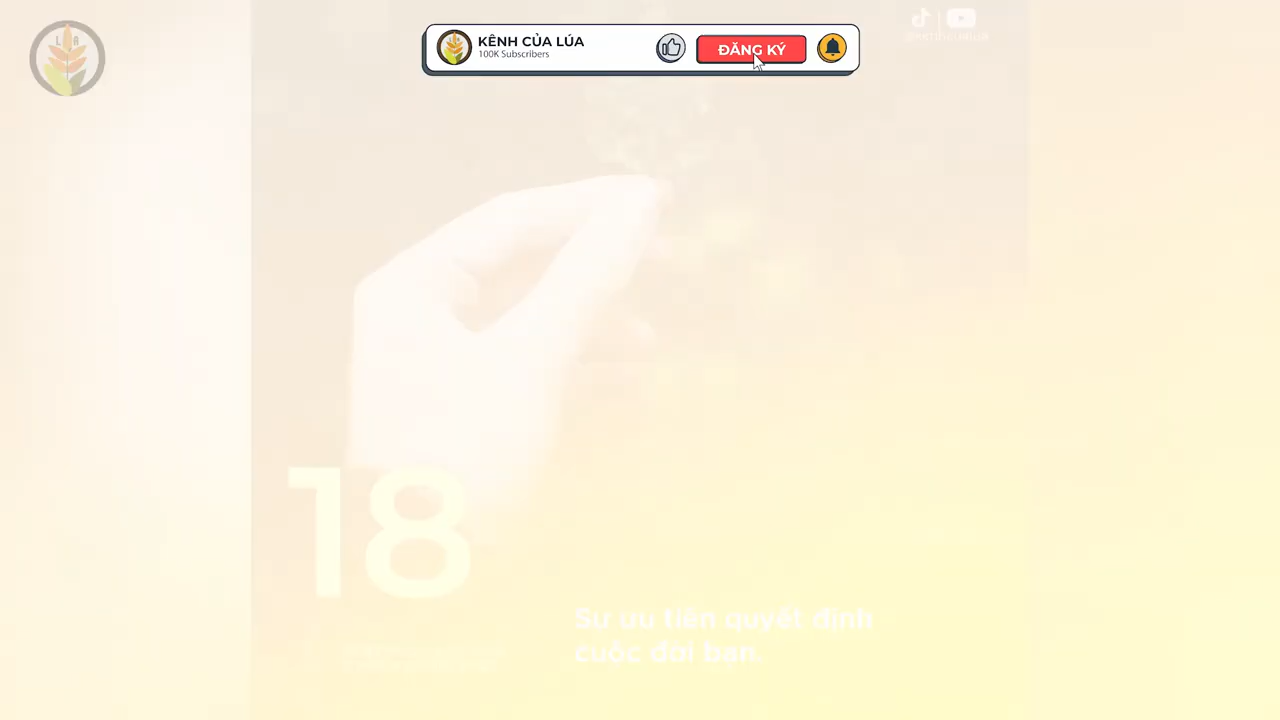 L A
KÊNH CỦA LÚA
100K Subscribers
ĐĂNG KÝ
18
Sự ưu tiên quyết định
cuộc đời bạn.